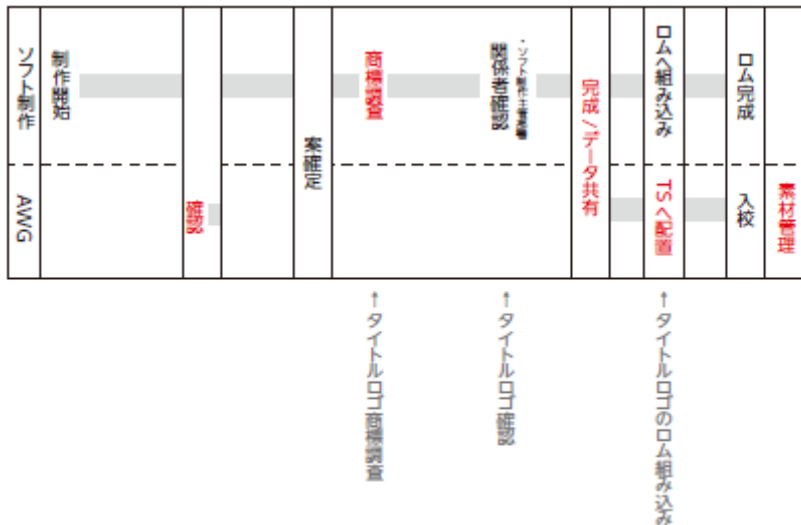 ソフト制作
AWG
制作開始
確認
案確定
商標調査
関係者確認
・ソフト制作主管部署
完成/データ共有
ロムへ組み込み
TSへ配置
ロム完成
入校
素材管理
↑タイトルロゴ商標調査
↑タイトルロゴ確認
↑タイトルロゴのロム組み込み